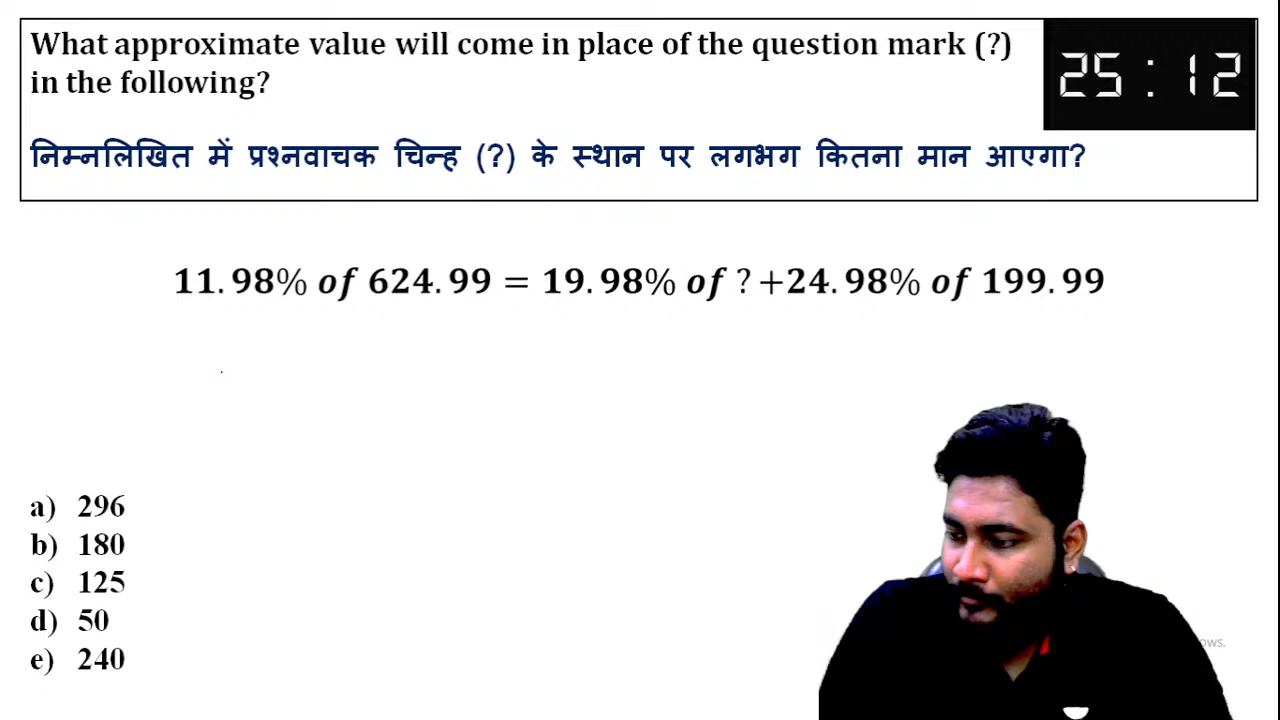 What approximate value will come in place of the question mark (?)
in the following?
25:12
निम्नलिखित में प्रश्नवाचक चिन्ह (?) के स्थान पर लगभग कितना मान आएगा?
11.98% of 624.99 = 19.98% of ? +24.98% of 199.99
a) 296
b) 180
c) 125
d) 50
e) 240
ows.